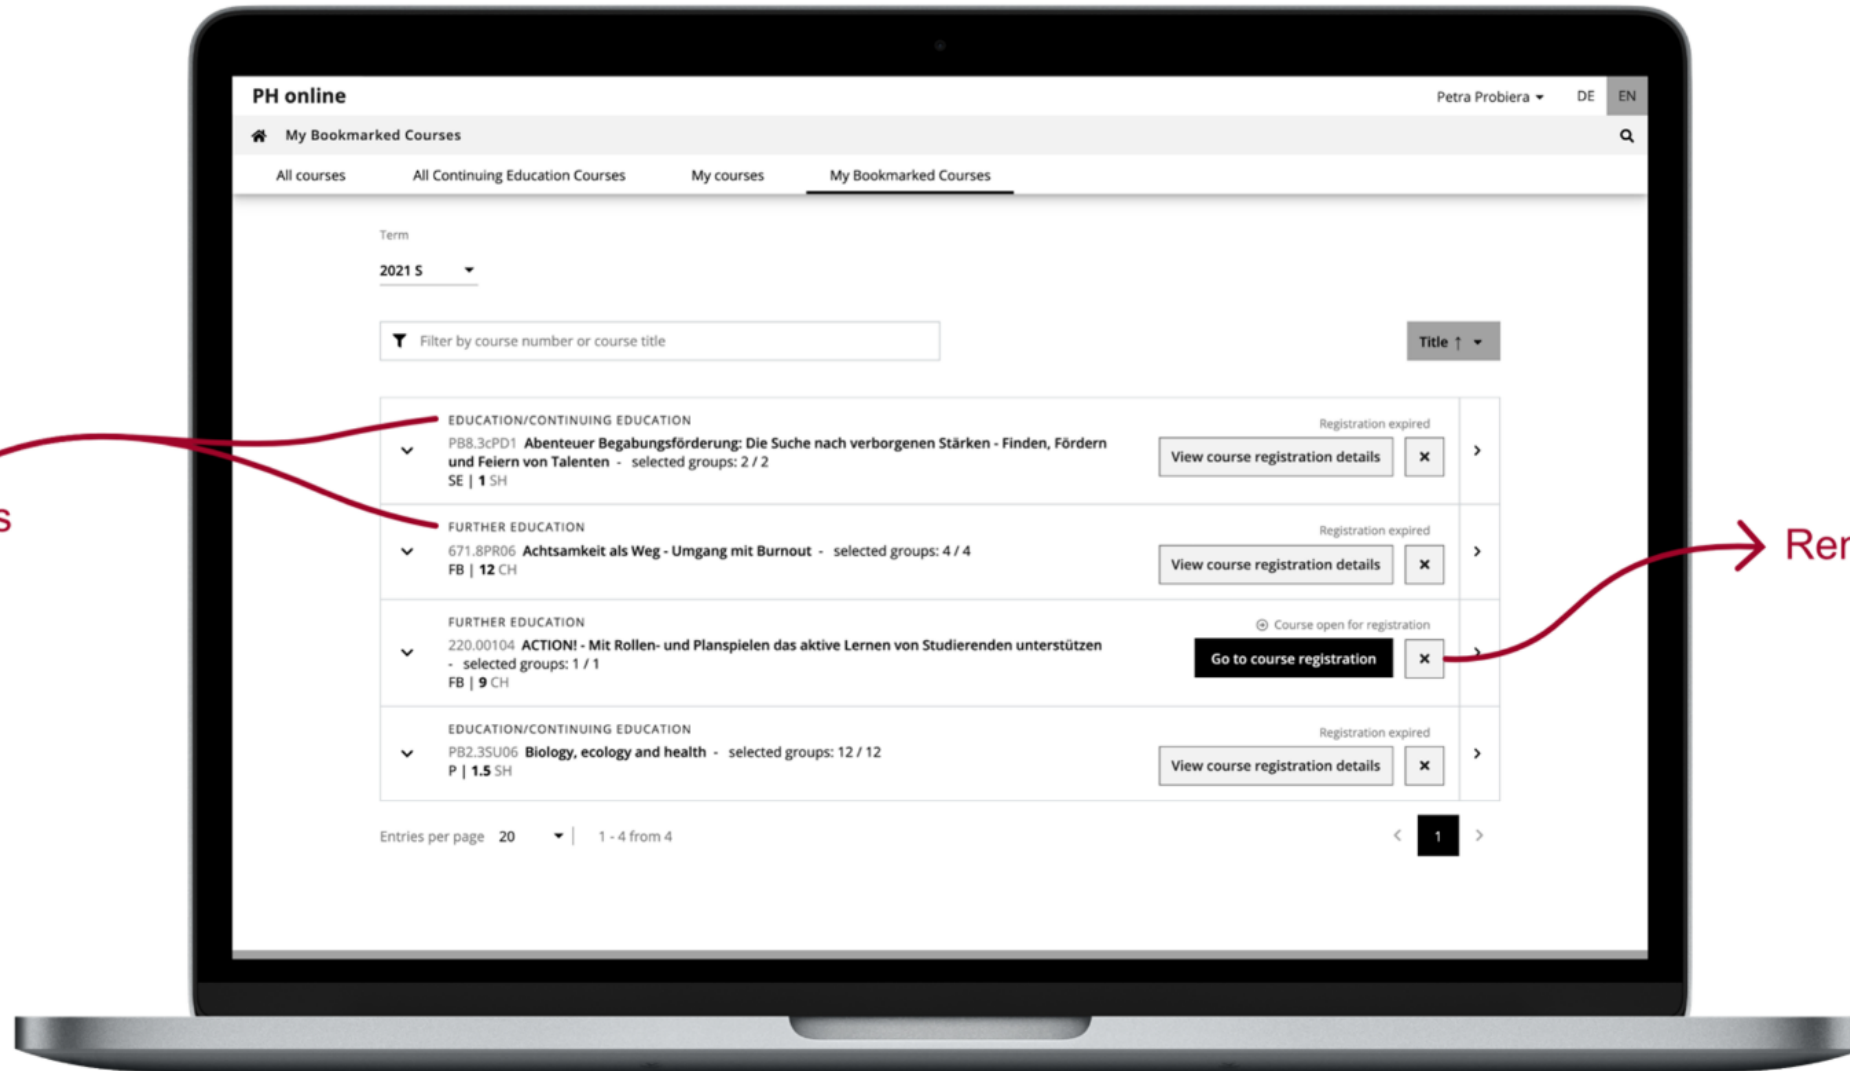 PH online
Petra Probiera
DE
EN
My Bookmarked Courses
All courses
All Continuing Education Courses
My courses
My Bookmarked Courses
Term
2021 S
Filter by course number or course title
Title ↑
EDUCATION/CONTINUING EDUCATION
PB8.3cPD1 Abenteuer Begabungsförderung: Die Suche nach verborgenen Stärken - Finden, Fördern
und Feiern von Talenten - selected groups: 2 / 2
SE | 1 SH
Registration expired
View course registration details
FURTHER EDUCATION
671.8PR06 Achtsamkeit als Weg - Umgang mit Burnout - selected groups: 4 / 4
FB | 12 CH
Registration expired
View course registration details
FURTHER EDUCATION
220.00104 ACTION! - Mit Rollen- und Planspielen das aktive Lernen von Studierenden unterstützen
- selected groups: 1 / 1
FB | 9 CH
Course open for registration
Go to course registration
EDUCATION/CONTINUING EDUCATION
PB2.3SU06 Biology, ecology and health - selected groups: 12 / 12
P | 1.5 SH
Registration expired
View course registration details
Entries per page 20
1 - 4 from 4
1